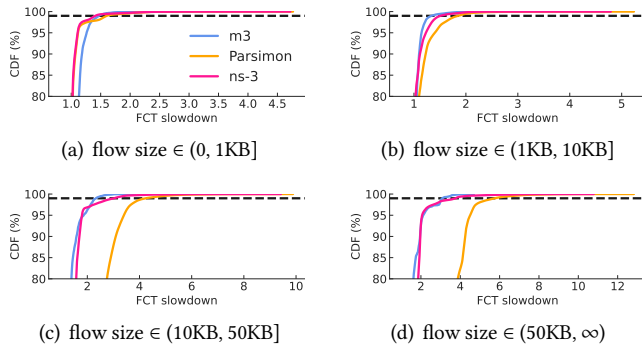 100
95
90
85
80
CDF (%)
m3
Parsimon
ns-3
1.0 1.5 2.0 2.5 3.0 3.5 4.0 4.5
FCT slowdown
(a) flow size ∈ (0, 1KB]
100
95
90
85
80
CDF (%)
1 2 3 4 5
FCT slowdown
(b) flow size ∈ (1KB, 10KB]
100
95
90
85
80
CDF (%)
2 4 6 8 10
FCT slowdown
(c) flow size ∈ (10KB, 50KB]
100
95
90
85
80
CDF (%)
2 4 6 8 10 12
FCT slowdown
(d) flow size ∈ (50KB, ∞)